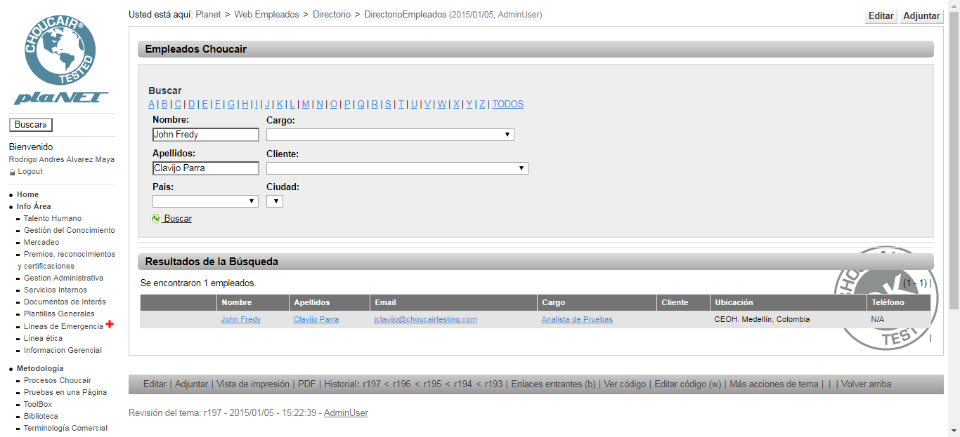 Usted está aquí: Planet > Web Empleados > Directorio > DirectorioEmpleados (2015/01/05, AdminUser)
Editar Adjuntar
CHOUCAIR
TESTED
plaNET
Buscar»
Bienvenido
Rodrigo Andres Alvarez Maya
Logout
Home
Info Área
Talento Humano
Gestión del Conocimiento
Mercadeo
Premios, reconocimientos
y certificaciones
Gestion Administrativa
Servicios Internos
Documentos de Interés
Plantillas Generales
Líneas de Emergencia
Línea ética
Informacion Gerencial
Metodología
Procesos Choucair
Pruebas en una Página
ToolBox
Biblioteca
Terminología Comercial
Empleados Choucair
Buscar
A | B | C | D | E | F | G | H | I | J | K | L | M | N | O | P | Q | R | S | T | U | V | W | X | Y | Z | TODOS
Nombre: Cargo:
John Fredy
Apellidos: Cliente:
Clavijo Parra
Pais: Ciudad:
Buscar
Resultados de la Búsqueda
Se encontraron 1 empleados. (1 - 1) |
Nombre Apellidos Email Cargo Cliente Ubicación Teléfono
John Fredy Clavijo Parra jclavijo@choucairtesting.com Analista de Pruebas CEOH. Medellín, Colombia N/A
|
Editar | Adjuntar | Vista de impresión | PDF | Historial: r197 < r196 < r195 < r194 < r193 | Enlaces entrantes (b) | Ver código | Editar código (w) | Más acciones de tema | | | Volver arriba
Revisión del tema: r197 - 2015/01/05 - 15:22:39 - AdminUser